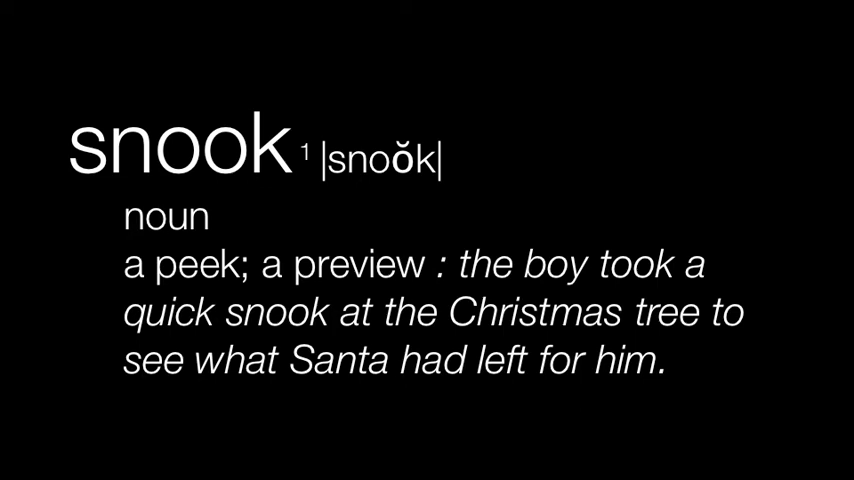 snook 1 |snoŏk|
noun
a peek; a preview : the boy took a
quick snook at the Christmas tree to
see what Santa had left for him.